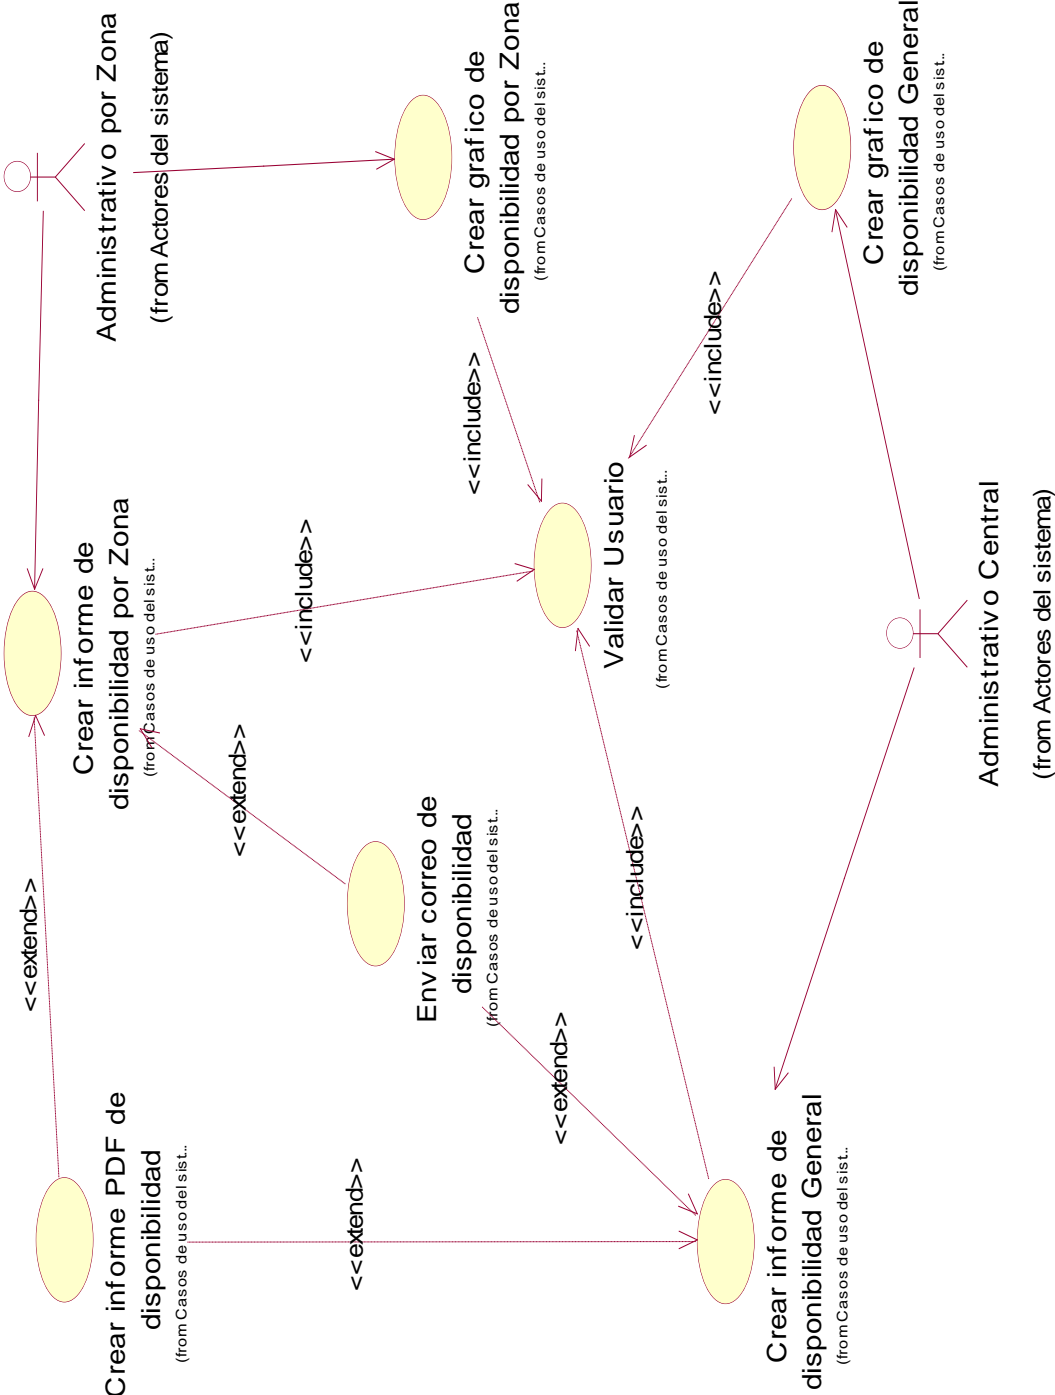 <<extend>>
Crear informe PDF de
disponibilidad
(from Casos de uso del sist...
Crear informe de
disponibilidad por Zona
(from Casos de uso del sist...
Administrativo por Zona
(from Actores del sistema)
<<extend>>
<<include>>
<<extend>>
Enviar correo de
disponibilidad
(from Casos de uso del sist...
<<include>>
Crear grafico de
disponibilidad por Zona
(from Casos de uso del sist...
<<extend>>
Validar Usuario
(from Casos de uso del sist...
<<include>>
<<include>>
Crear informe de
disponibilidad General
(from Casos de uso del sist...
Crear grafico de
disponibilidad General
(from Casos de uso del sist...
Administrativo Central
(from Actores del sistema)